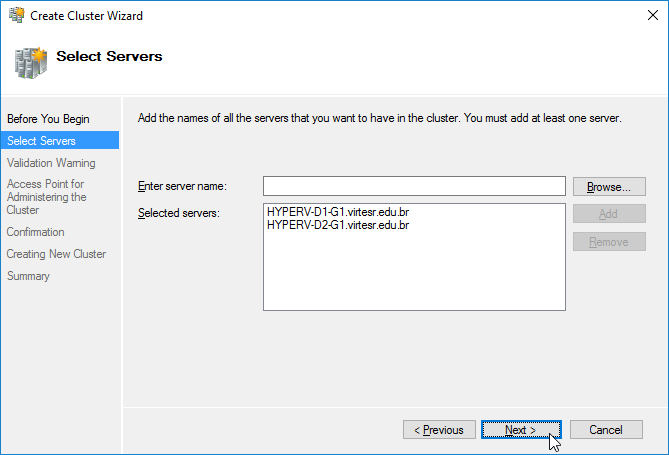 Create Cluster Wizard
Select Servers
Before You Begin
Select Servers
Validation Warning
Access Point for
Administering the
Cluster
Confirmation
Creating New Cluster
Summary
Add the names of all the servers that you want to have in the cluster. You must add at least one server.
Enter server name:
Browse...
Selected servers:
HYPERV-D1-G1.virtesr.edu.br
HYPERV-D2-G1.virtesr.edu.br
Add
Remove
< Previous
Next >
Cancel